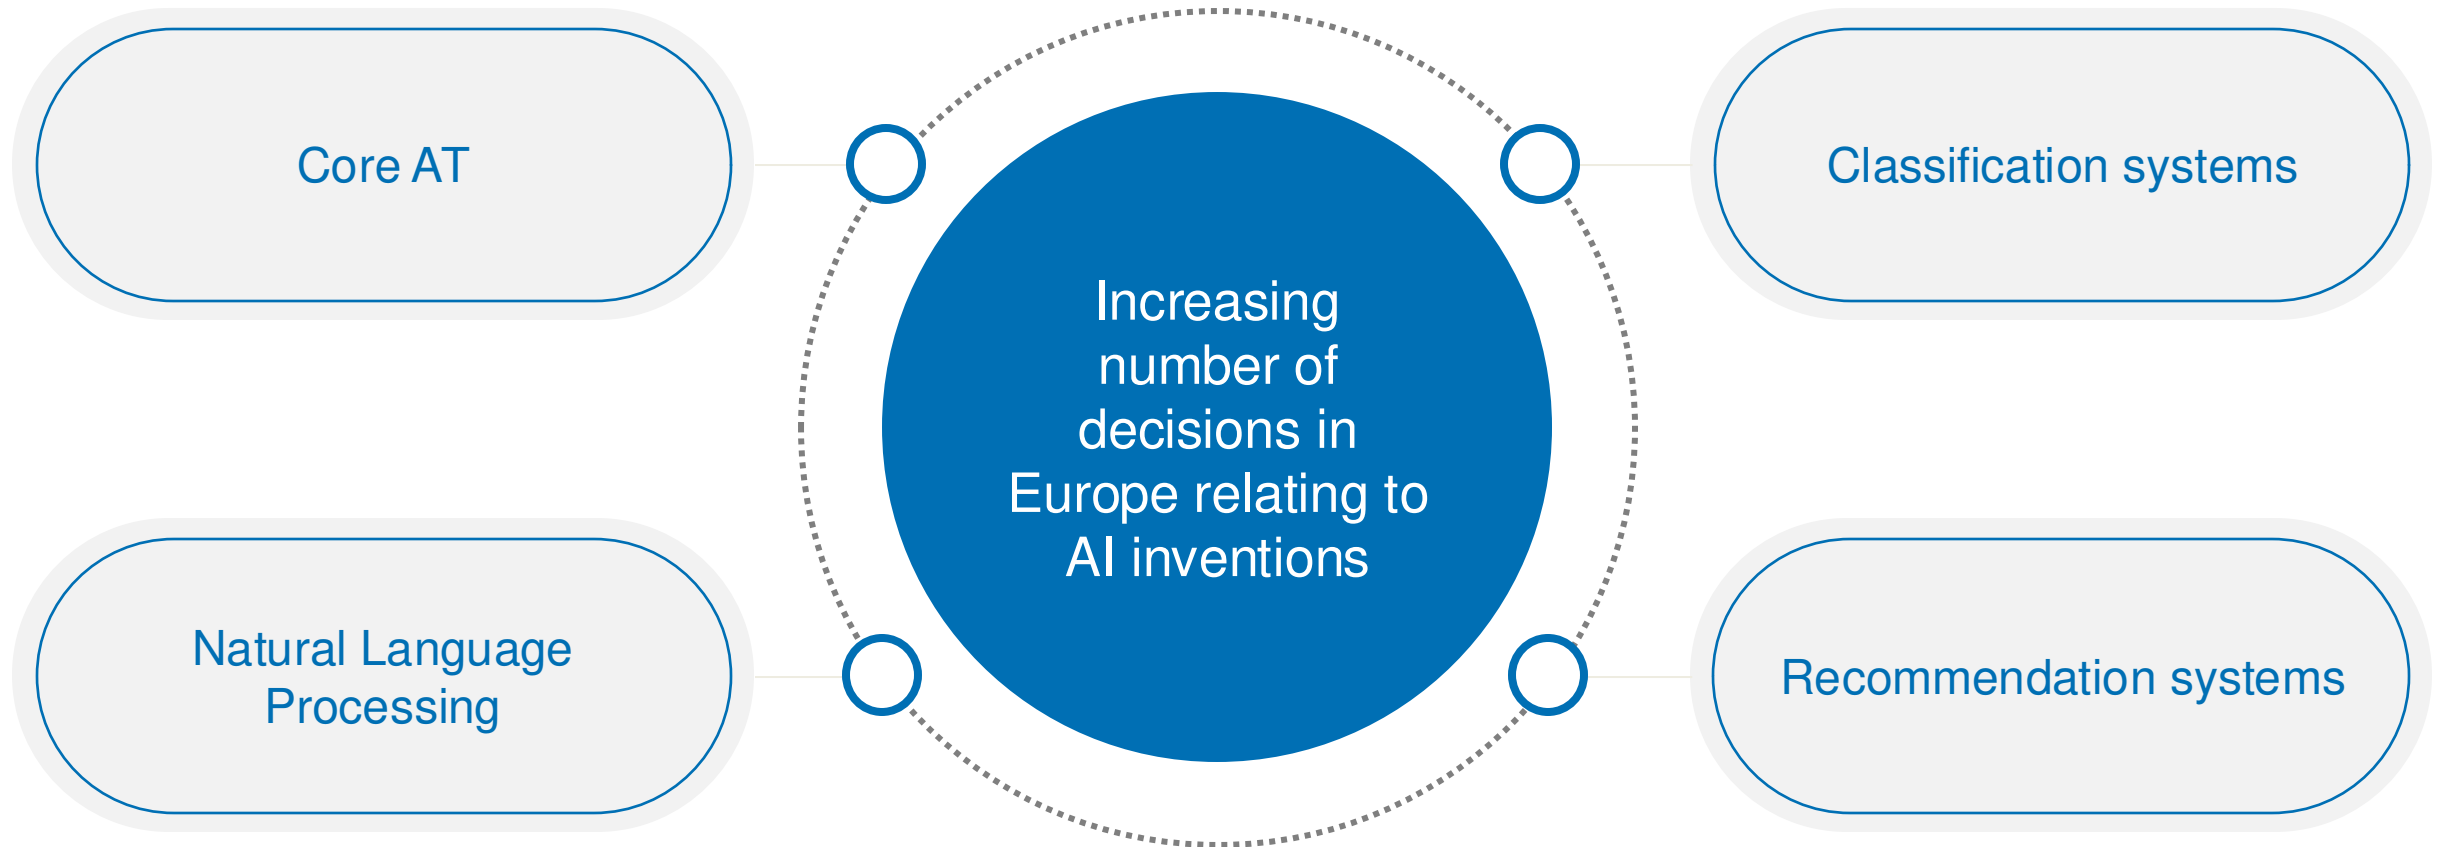 Core AT
Classification systems
Increasing
number of
decisions in
Europe relating to
AI inventions
Natural Language
Processing
Recommendation systems